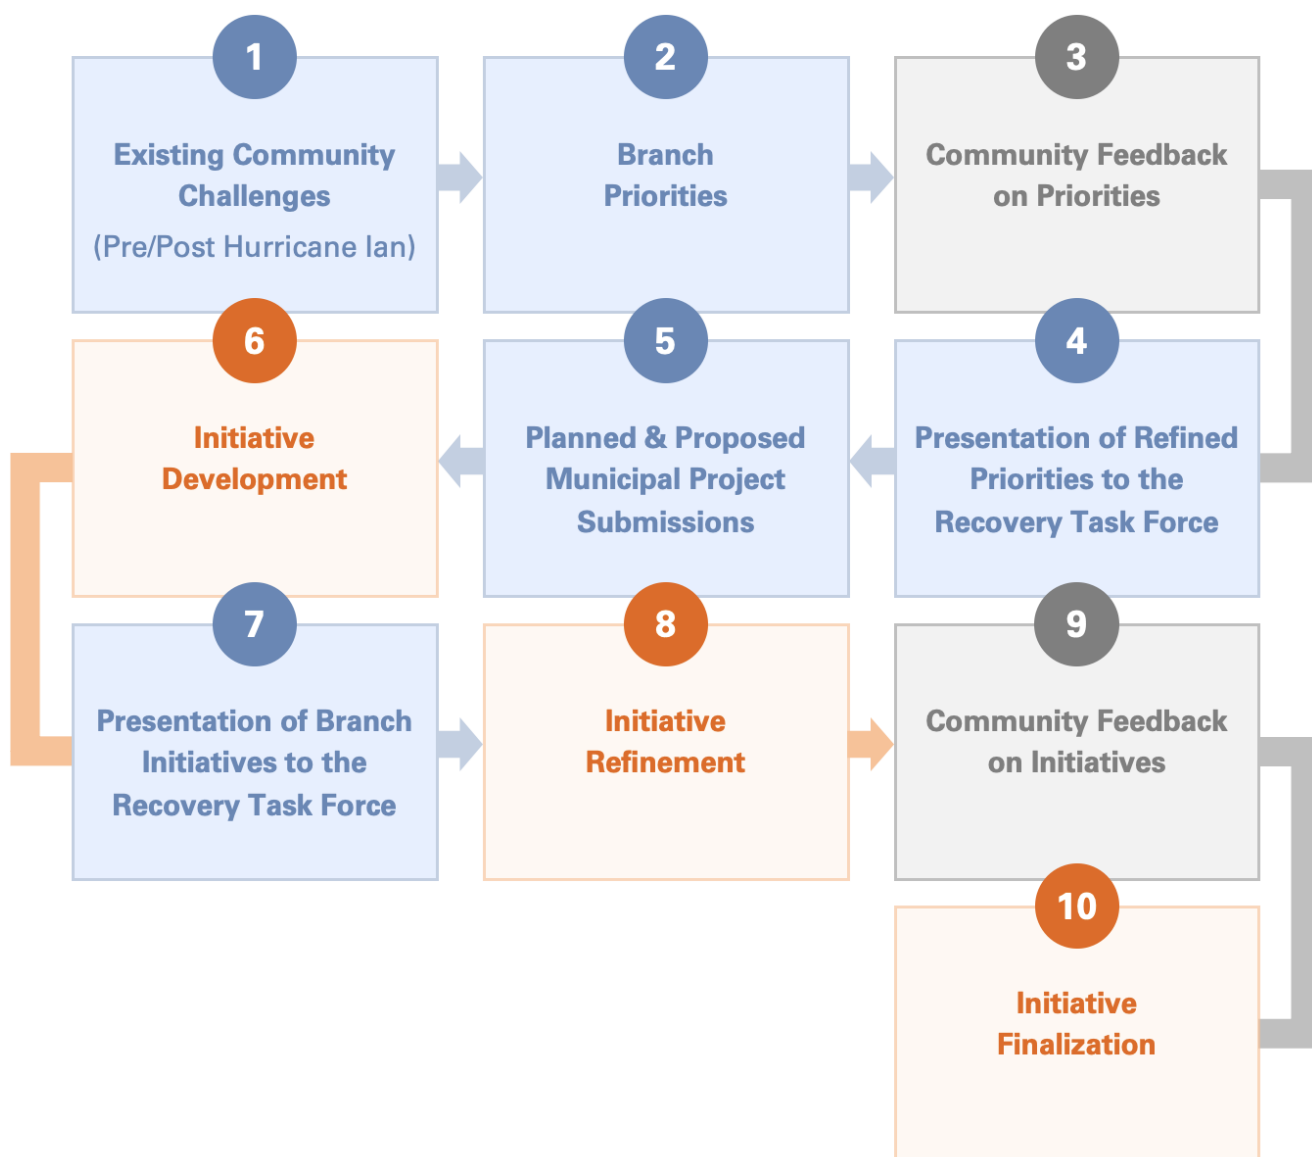 1
Existing Community
Challenges
(Pre/Post Hurricane Ian)
2
Branch
Priorities
3
Community Feedback
on Priorities
4
Presentation of Refined
Priorities to the
Recovery Task Force
5
Planned & Proposed
Municipal Project
Submissions
6
Initiative
Development
7
Presentation of Branch
Initiatives to the
Recovery Task Force
8
Initiative
Refinement
9
Community Feedback
on Initiatives
10
Initiative
Finalization